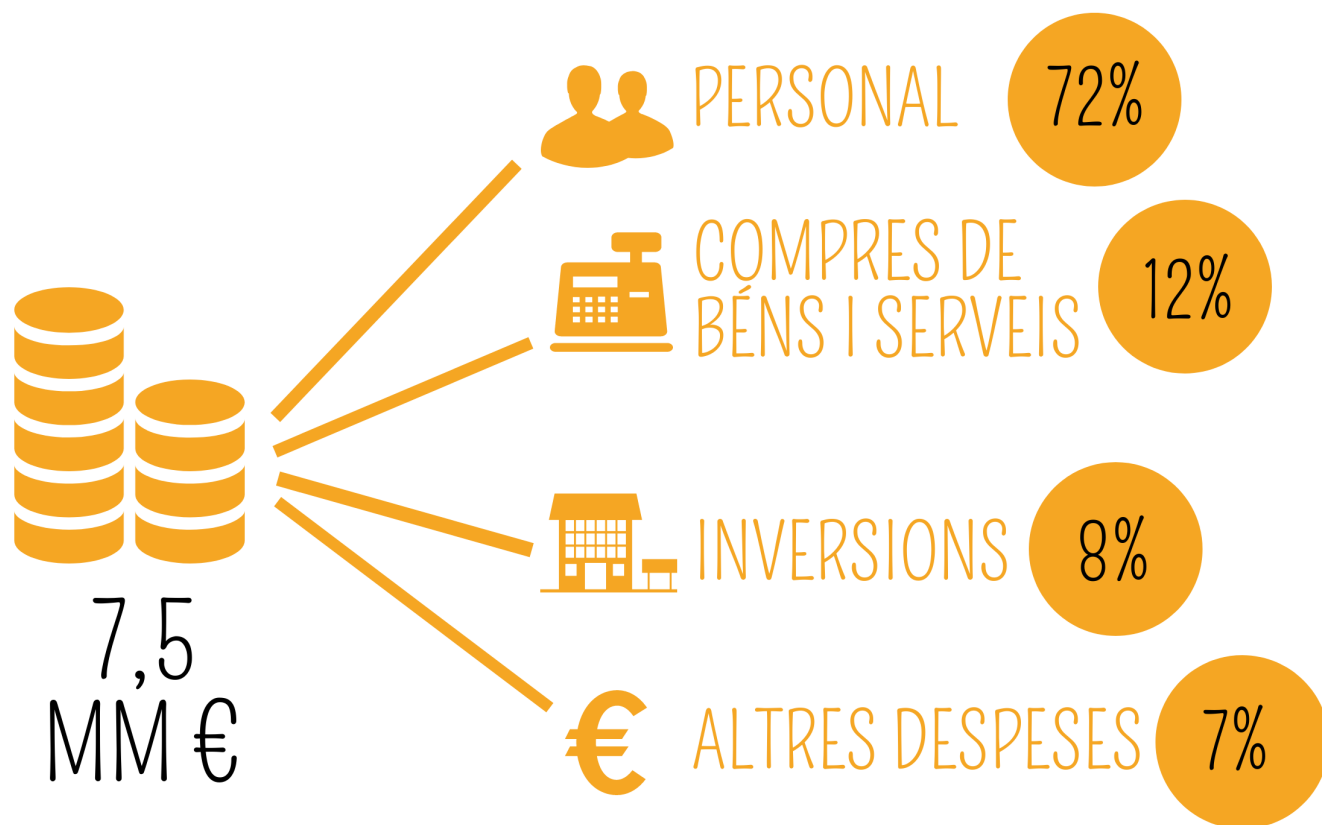 PERSONAL 72%
COMPRES DE
BÉNS I SERVEIS 12%
INVERSIONS 8%
ALTRES DESPESES 7%
7,5
MM €